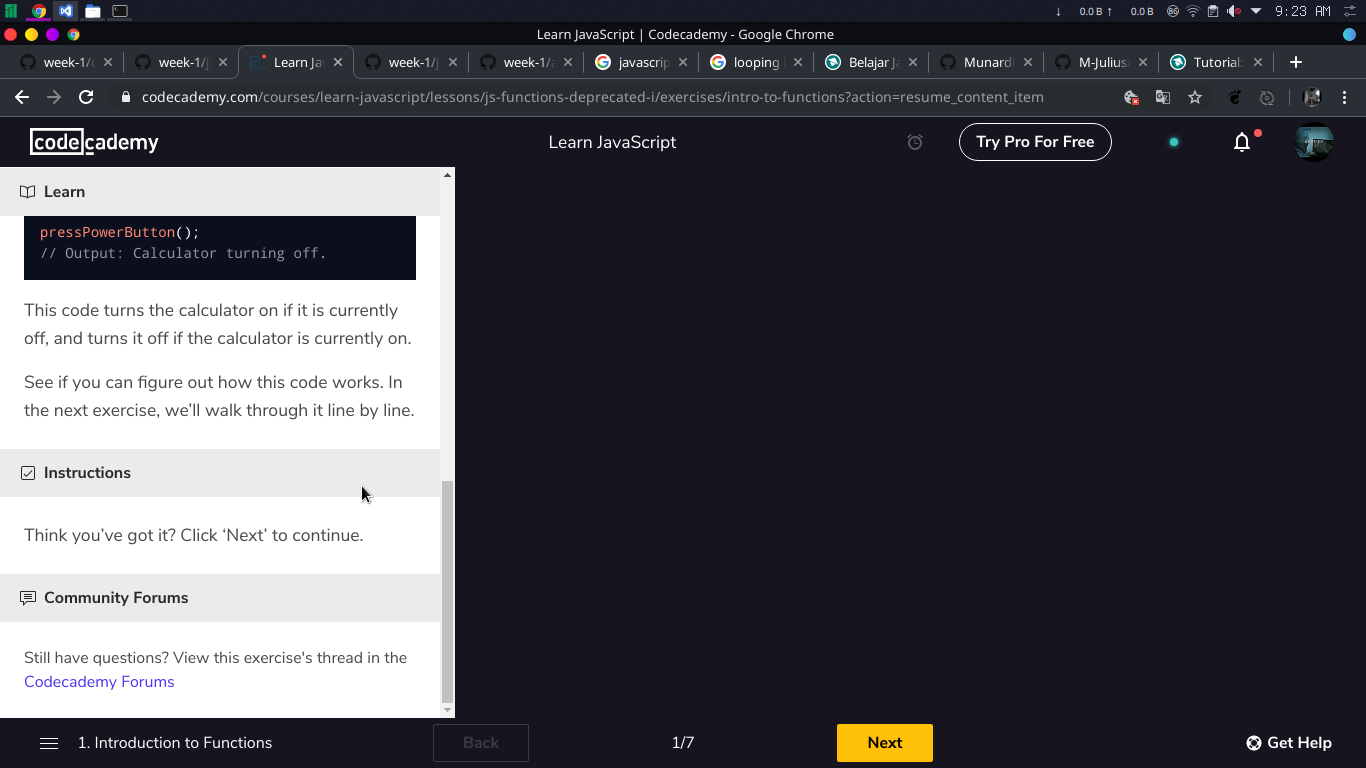 0.0 B
0.0 B
9:23 AM
Learn JavaScript | Codecademy - Google Chrome
week-1/
week-1/j
Learn Ja
week-1/j
week-1/
javascrip
looping
Belajar Ja
Munardi
M-Julius
Tutorial
codecademy.com/courses/learn-javascript/lessons/js-functions-deprecated-i/exercises/intro-to-functions?action=resume_content_item
codecademy
Learn JavaScript
Try Pro For Free
Learn
pressPowerButton();
// Output: Calculator turning off.
This code turns the calculator on if it is currently
off, and turns it off if the calculator is currently on.
See if you can figure out how this code works. In
the next exercise, we’ll walk through it line by line.
Instructions
Think you’ve got it? Click ‘Next’ to continue.
Community Forums
Still have questions? View this exercise's thread in the
Codecademy Forums
1. Introduction to Functions
Back
1/7
Next
Get Help